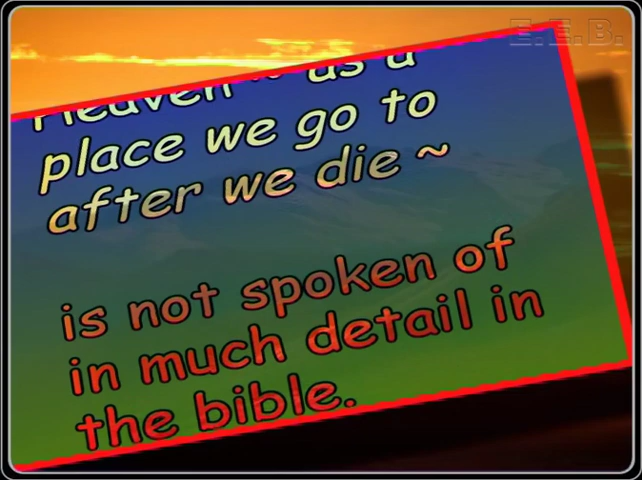 E.E.B.
Heaven ~ as a
place we go to
after we die ~
is not spoken of
in much detail in
the bible.